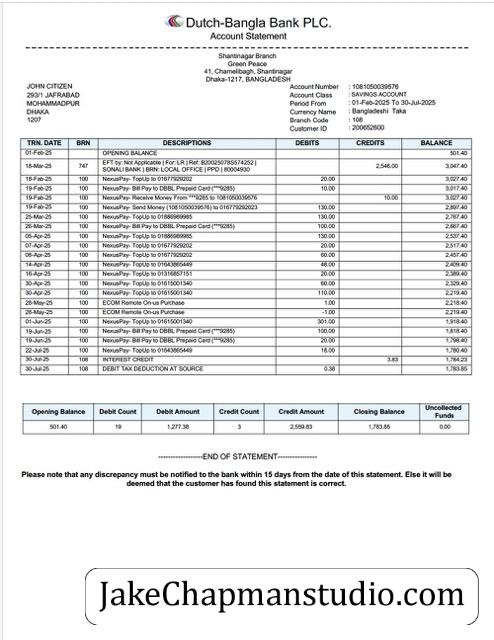 Dutch-Bangla Bank PLC.
Account Statement
Shantinagar Branch
Green Peace
41, Chamelibagh, Shantinagar
Dhaka-1217, BANGLADESH
JOHN CITIZEN
293/1 JAFRABAD
MOHAMMADPUR
DHAKA
1207
Account Number : 1081050039576
Account Class : SAVINGS ACCOUNT
Period From : 01-Feb-2025 To 30-Jul-2025
Currency Name : Bangladeshi Taka
Branch Code : 108
Customer ID : 200652600
TRN. DATE BRN DESCRIPTIONS DEBITS CREDITS BALANCE
01-Feb-25 OPENING BALANCE 501.40
18-Mar-25 747 EFT by: Not Applicable | For: LR | Ref: B20025078S574252 | 2,546.00 3,047.40
SONALI BANK | BRN: LOCAL OFFICE | PPD | 80004930
18-Feb-25 100 NexusPay- TopUp to 01677929202 20.00 3,027.40
19-Feb-25 100 NexusPay- Bill Pay to DBBL Prepaid Card (***9285) 10.00 3,017.40
19-Feb-25 100 NexusPay- Receive Money From ***9285 to 1081050039576 10.00 3,027.40
19-Feb-25 100 NexusPay- Send Money (1081050039576) to 016779292023 130.00 2,897.40
25-Mar-25 100 NexusPay- TopUp to 01886989985 130.00 2,767.40
26-Mar-25 100 NexusPay- Bill Pay to DBBL Prepaid Card (***9285) 100.00 2,667.40
05-Apr-25 100 NexusPay- TopUp to 01886989985 130.00 2,537.40
07-Apr-25 100 NexusPay- TopUp to 01677929202 20.00 2,517.40
08-Apr-25 100 NexusPay- TopUp to 01677929202 60.00 2,457.40
14-Apr-25 100 NexusPay- TopUp to 01643865449 48.00 2,409.40
16-Apr-25 100 NexusPay- TopUp to 01316857151 20.00 2,389.40
30-Apr-25 100 NexusPay- TopUp to 01615001340 60.00 2,329.40
30-Apr-25 100 NexusPay- TopUp to 01615001340 110.00 2,219.40
28-May-25 100 ECOM Remote On-us Purchase 1.00 2,218.40
28-May-25 100 ECOM Remote On-us Purchase -1.00 2,219.40
01-Jun-25 100 NexusPay- TopUp to 01615001340 301.00 1,918.40
19-Jun-25 100 NexusPay- Bill Pay to DBBL Prepaid Card (***9285) 100.00 1,818.40
19-Jun-25 100 NexusPay- Bill Pay to DBBL Prepaid Card (***9285) 20.00 1,798.40
22-Jul-25 100 NexusPay- TopUp to 01643865449 18.00 1,780.40
30-Jul-25 108 INTEREST CREDIT 3.83 1,784.23
30-Jul-25 108 DEBIT TAX DEDUCTION AT SOURCE 0.38 1,783.85
Opening Balance Debit Count Debit Amount Credit Count Credit Amount Closing Balance Uncollected Funds
501.40 19 1,277.38 3 2,559.83 1,783.85 0.00
-------------------END OF STATEMENT----------------
Please note that any discrepancy must be notified to the bank within 15 days from the date of this statement. Else it will be
deemed that the customer has found this statement is correct.
JakeChapmanstudio.com